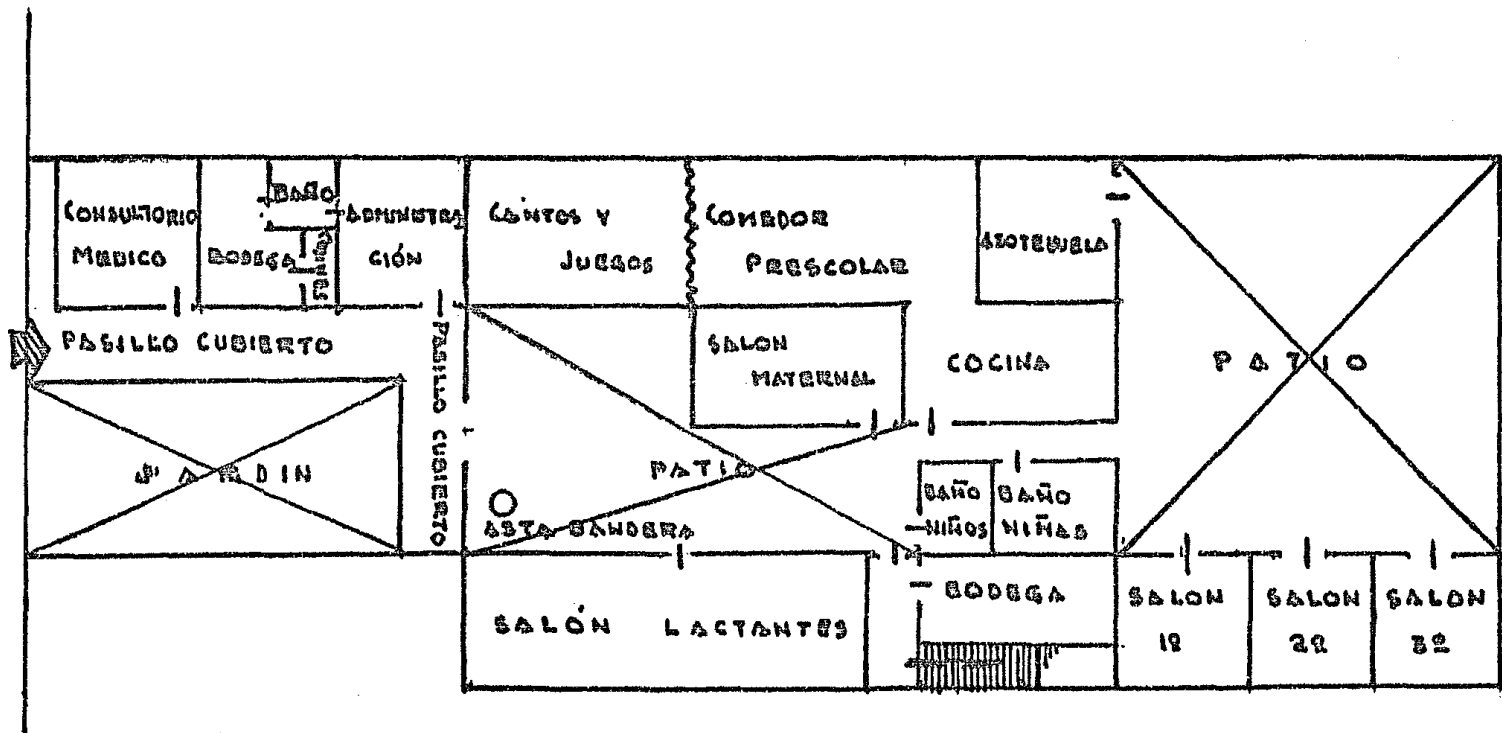 BAÑO
CONSULTORIO
MEDICO
BODEGA
ADMINISTRA
CIÓN
CANTOS Y
JUEGOS
COMEDOR
PRESCOLAR
AZOTEHUELA
PASILLO CUBIERTO
PASILLO CUBIERTO
SALON
MATERNAL
COCINA
PATIO
JARDIN
PATIO
ASTA BANDERA
BAÑO
NIÑOS
BAÑO
NIÑAS
SALÓN LACTANTES
BODEGA
SALON
1º
SALON
2º
SALON
3º